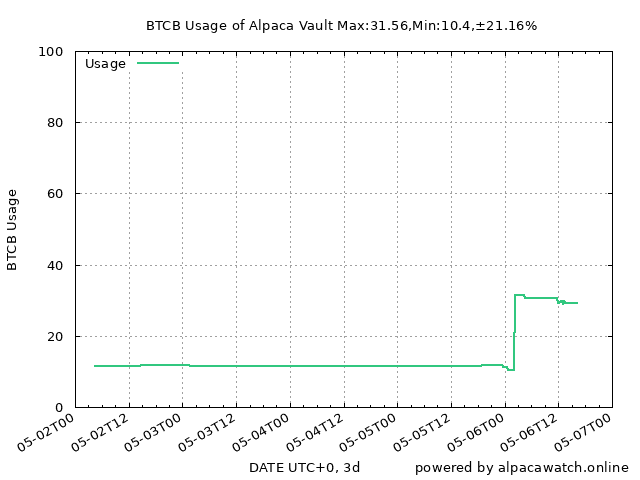 BTCB Usage of Alpaca Vault Max:31.56,Min:10.4,±21.16%
Usage
BTCB Usage
100
80
60
40
20
0
05-02T00
05-02T12
05-03T00
05-03T12
05-04T00
05-04T12
05-05T00
05-05T12
05-06T00
05-06T12
05-07T00
DATE UTC+0, 3d
powered by alpacawatch.online